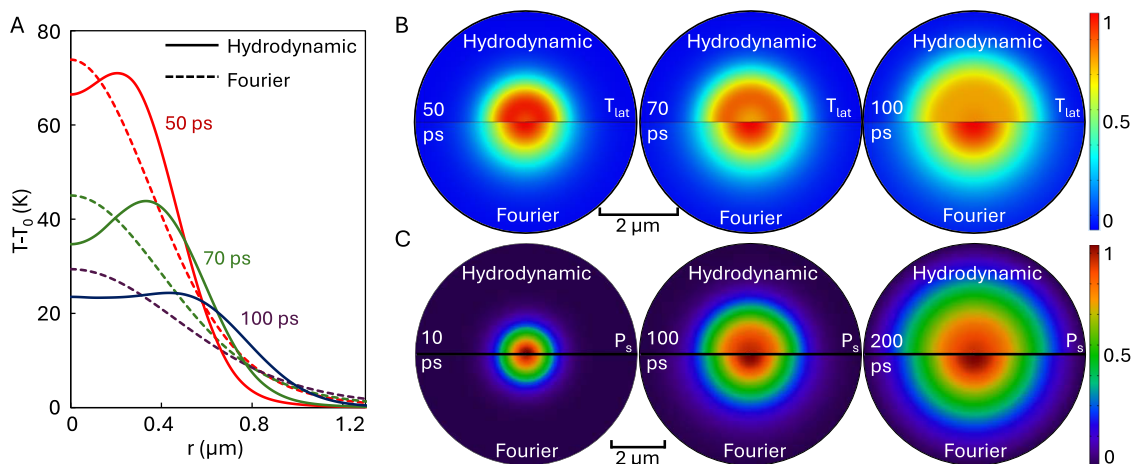 A
80
60
40
20
0
T-T0 (K)
0
0.4
0.8
1.2
r (µm)
Hydrodynamic
Fourier
50 ps
70 ps
100 ps
B
Hydrodynamic
50
ps
Tlat
Fourier
Hydrodynamic
70
ps
Tlat
Fourier
Hydrodynamic
100
ps
Tlat
Fourier
2 µm
1
0.5
0
C
Hydrodynamic
10
ps
Ps
Fourier
Hydrodynamic
100
ps
Ps
Fourier
Hydrodynamic
200
ps
Ps
Fourier
2 µm
1
0.5
0